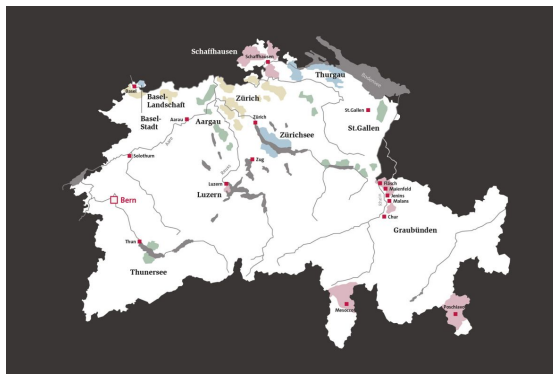 Schaffhausen
Schaffhausen
Thurgau
Basel
Basel-
Landschaft
Zürich
Basel-
Stadt
Aarau
Aargau
Zürich
St.Gallen
St.Gallen
Zürichsee
Solothurn
Zug
Luzern
Luzern
Fläsch
Maienfeld
Jenins
Malans
Bern
Chur
Graubünden
Thun
Thunersee
Mesocco
Poschiavo